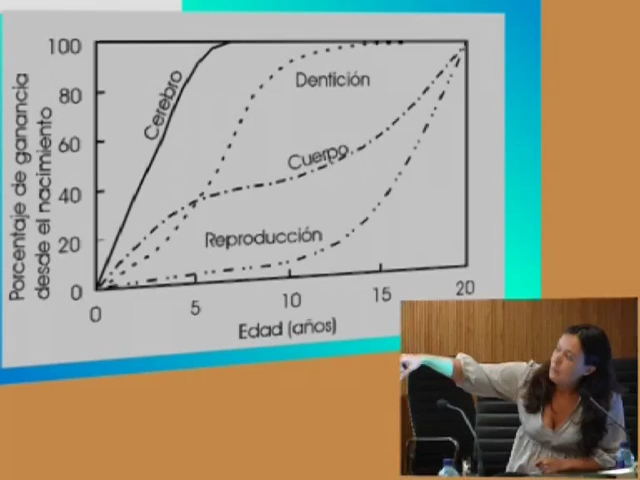 Porcentaje de ganancia
desde el nacimiento
100
80
60
40
20
0
Cerebro
Dentición
Cuerpo
Reproducción
0
5
10
15
20
Edad (años)